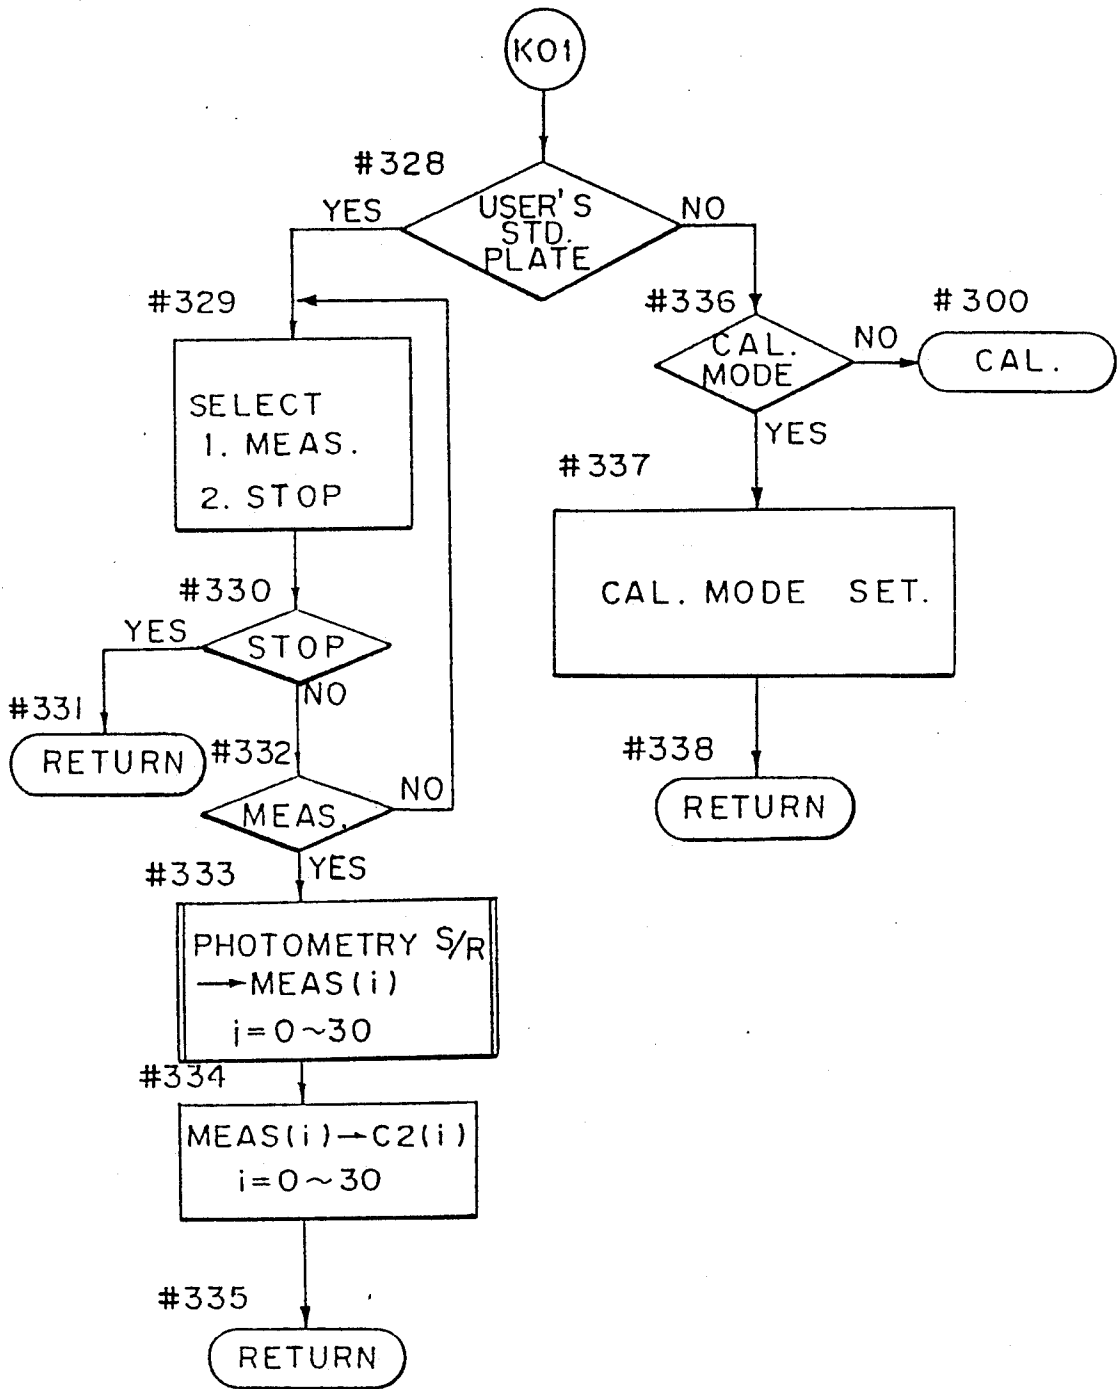 K01
#328
USER'S
STD.
PLATE
YES
NO
#329
SELECT
1. MEAS.
2. STOP
#330
STOP
YES
NO
#331
RETURN
#332
MEAS.
NO
YES
#333
PHOTOMETRY S/R
→MEAS(i)
i=0~30
#334
MEAS(i)→C2(i)
i=0~30
#335
RETURN
#336
CAL.
MODE
NO
#300
CAL.
YES
#337
CAL. MODE SET.
#338
RETURN